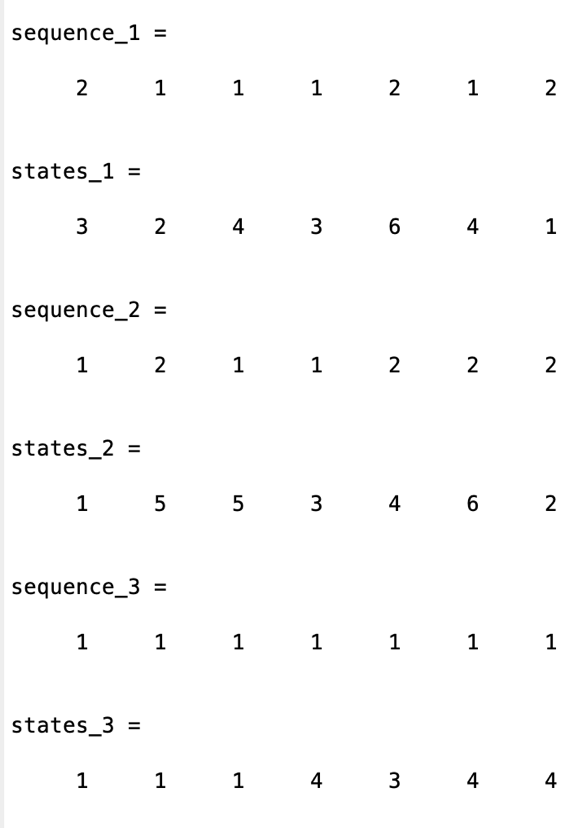 sequence_1 =
2 1 1 1 2 1 2
states_1 =
3 2 4 3 6 4 1
sequence_2 =
1 2 1 1 2 2 2
states_2 =
1 5 5 3 4 6 2
sequence_3 =
1 1 1 1 1 1 1
states_3 =
1 1 1 4 3 4 4